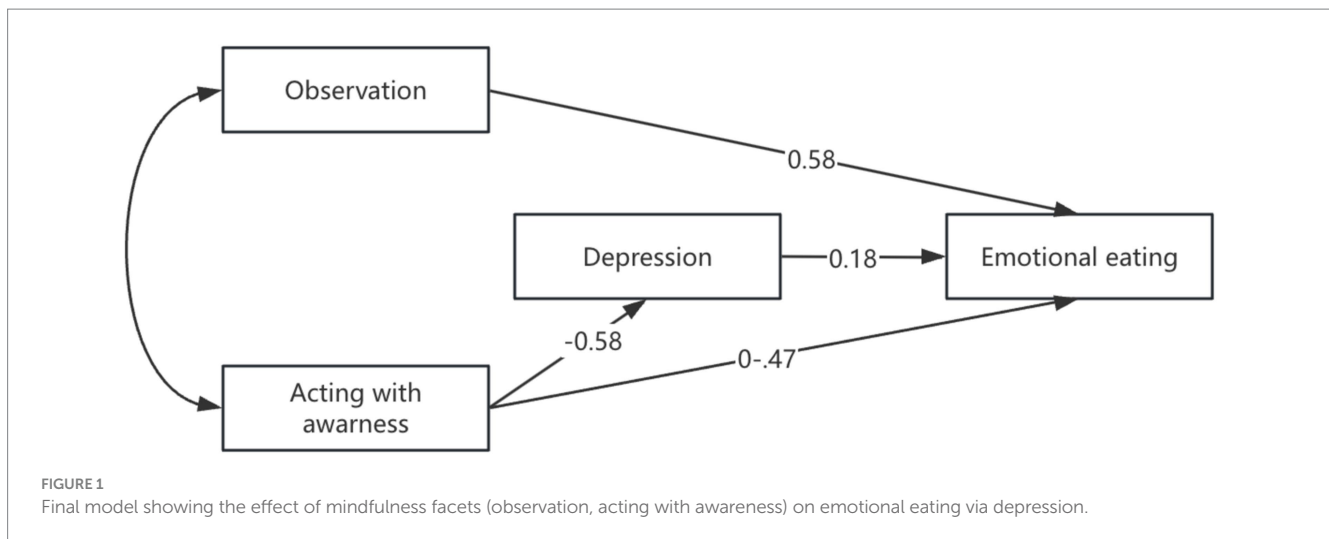 Observation
0.58
Depression
0.18
Emotional eating
-0.58
0-.47
Acting with
awarness
FIGURE 1
Final model showing the effect of mindfulness facets (observation, acting with awareness) on emotional eating via depression.